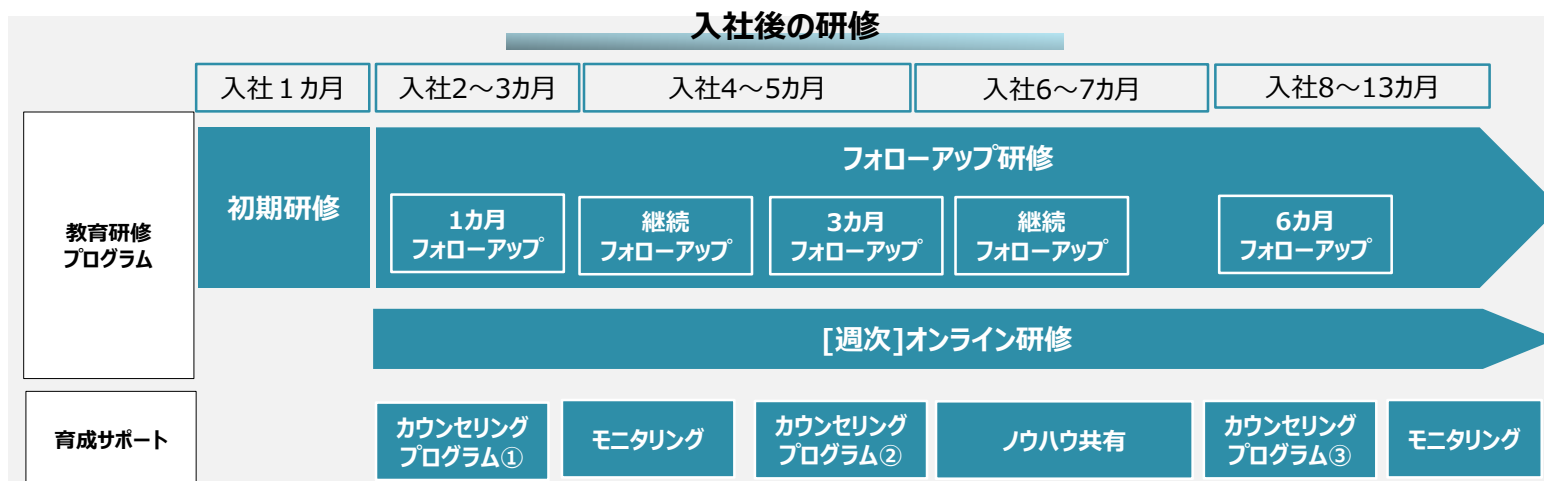 入社後の研修
入社１カ月
入社2～3カ月
入社4～5カ月
入社6～7カ月
入社8～13カ月
教育研修
プログラム
初期研修
フォローアップ研修
1カ月
フォローアップ
継続
フォローアップ
3カ月
フォローアップ
継続
フォローアップ
6カ月
フォローアップ
[週次]オンライン研修
育成サポート
カウンセリング
プログラム①
モニタリング
カウンセリング
プログラム②
ノウハウ共有
カウンセリング
プログラム③
モニタリング